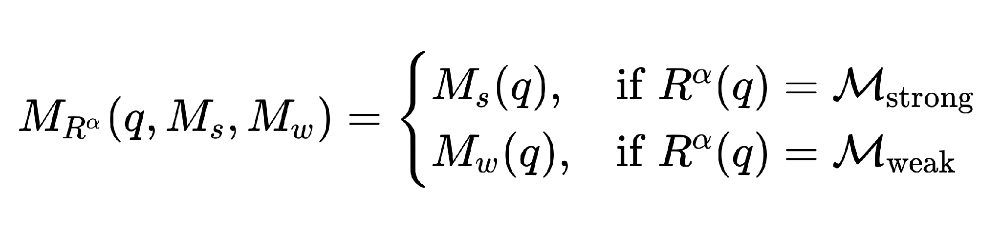 M_{R^α}(q, M_s, M_w) = { M_s(q), if R^α(q) = ℳ_strong
M_w(q), if R^α(q) = ℳ_weak